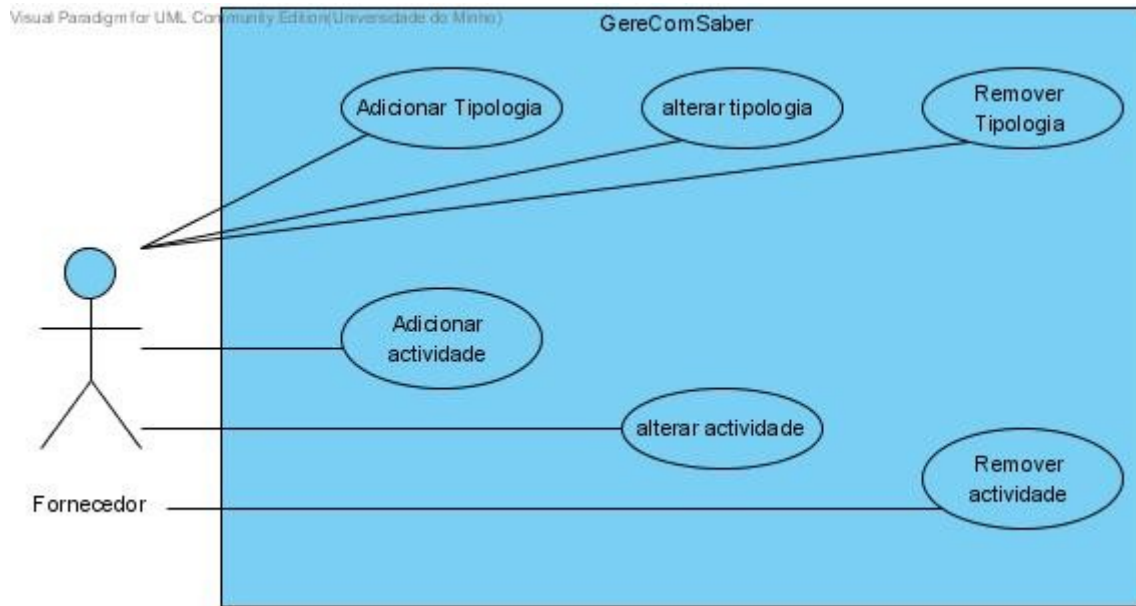 Visual Paradigm for UML Community Edition(Universidade do Minho)
GereComSaber
Adicionar Tipologia
alterar tipologia
Remover
Tipologia
Adicionar
actividade
alterar actividade
Remover
actividade
Fornecedor